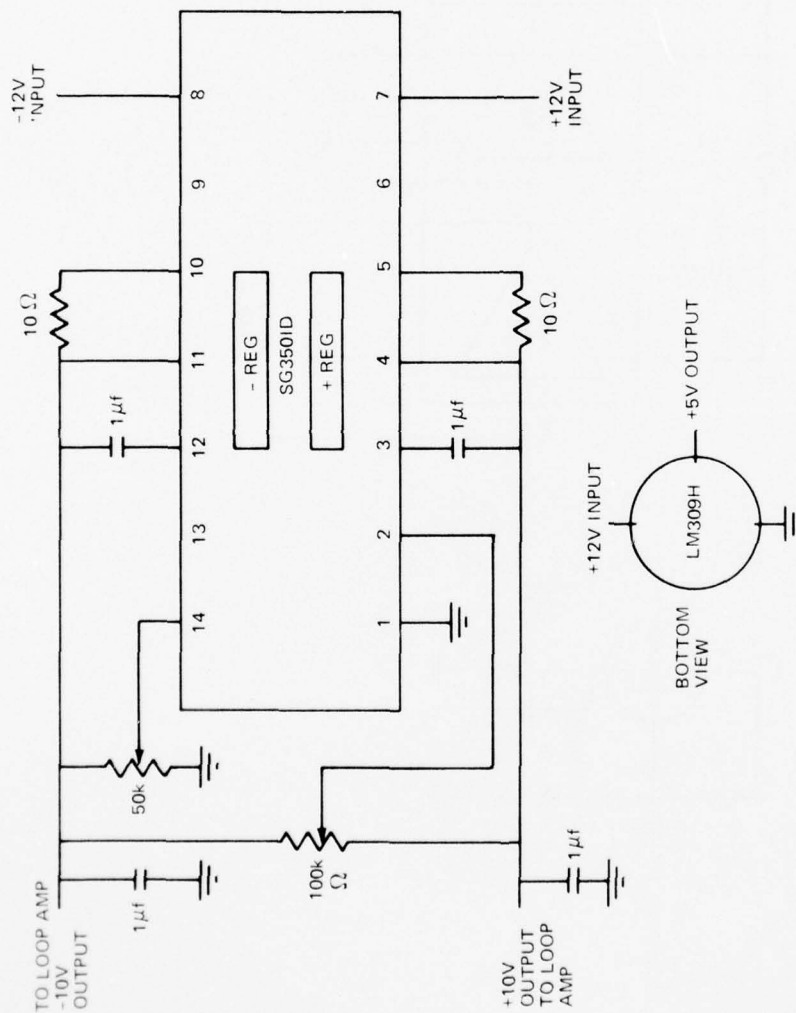 -12V
'NPUT
8
9
10
11
12
13
14
10 Ω
1μf
- REG
SG350ID
+ REG
7
6
5
4
3
2
1
+12V
INPUT
10 Ω
1μf
50k
100k
Ω
TO LOOP AMP
-10V
OUTPUT
1μf
+10V
OUTPUT
TO LOOP
AMP
1μf
+12V INPUT
+5V OUTPUT
LM309H
BOTTOM
VIEW